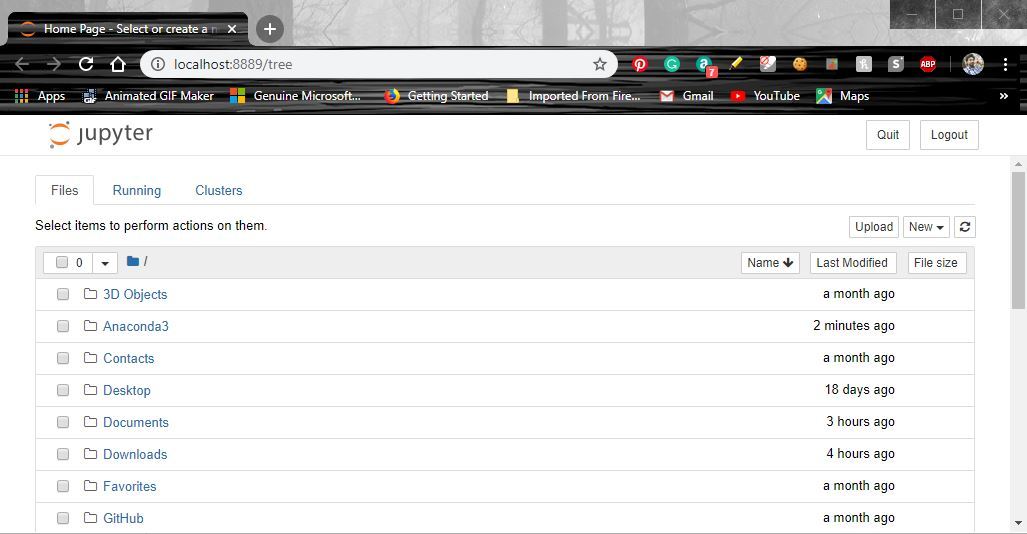 Home Page - Select or create a n
localhost:8889/tree
7
ABP
Apps Animated GIF Maker Genuine Microsoft... Getting Started Imported From Fire... Gmail YouTube Maps »
jupyter Quit Logout
Files Running Clusters
Select items to perform actions on them. Upload New
0 / Name Last Modified File size
3D Objects a month ago
Anaconda3 2 minutes ago
Contacts a month ago
Desktop 18 days ago
Documents 3 hours ago
Downloads 4 hours ago
Favorites a month ago
GitHub a month ago